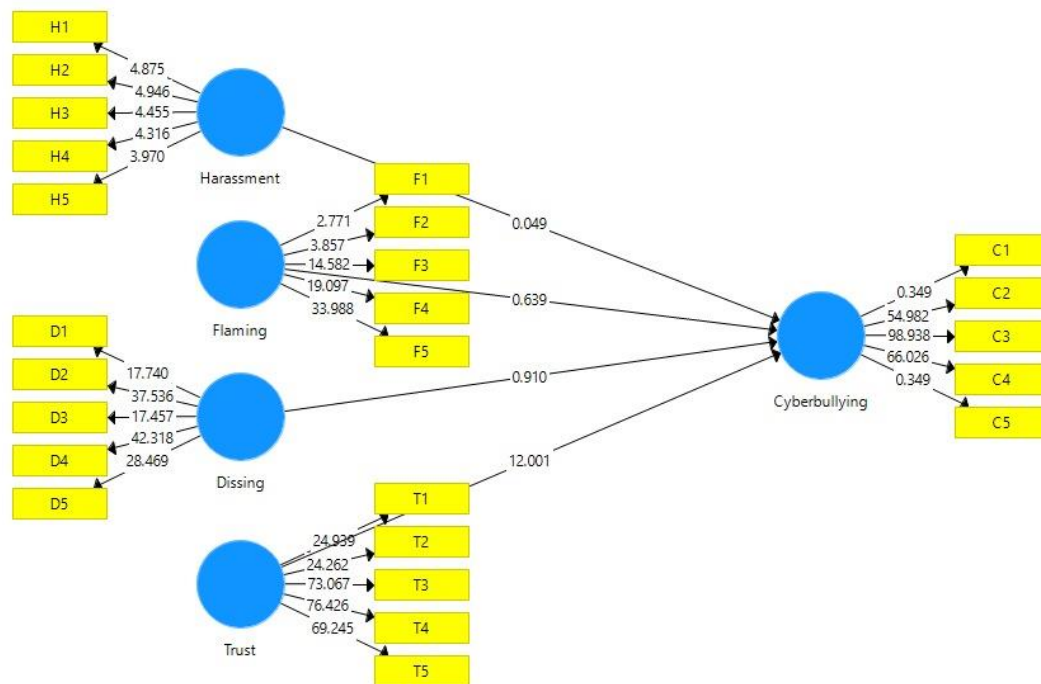 H1
4.875
H2
4.946
H3
4.455
H4
4.316
H5
3.970
Harassment
F1
2.771
F2
3.857
F3
14.582
F4
19.097
F5
33.988
Flaming
0.049
0.639
0.910
12.001
D1
17.740
D2
37.536
D3
17.457
D4
42.318
D5
28.469
Dissing
T1
24.939
T2
24.262
T3
73.067
T4
76.426
T5
69.245
Trust
C1
0.349
C2
54.982
C3
98.938
C4
66.026
C5
0.349
Cyberbullying